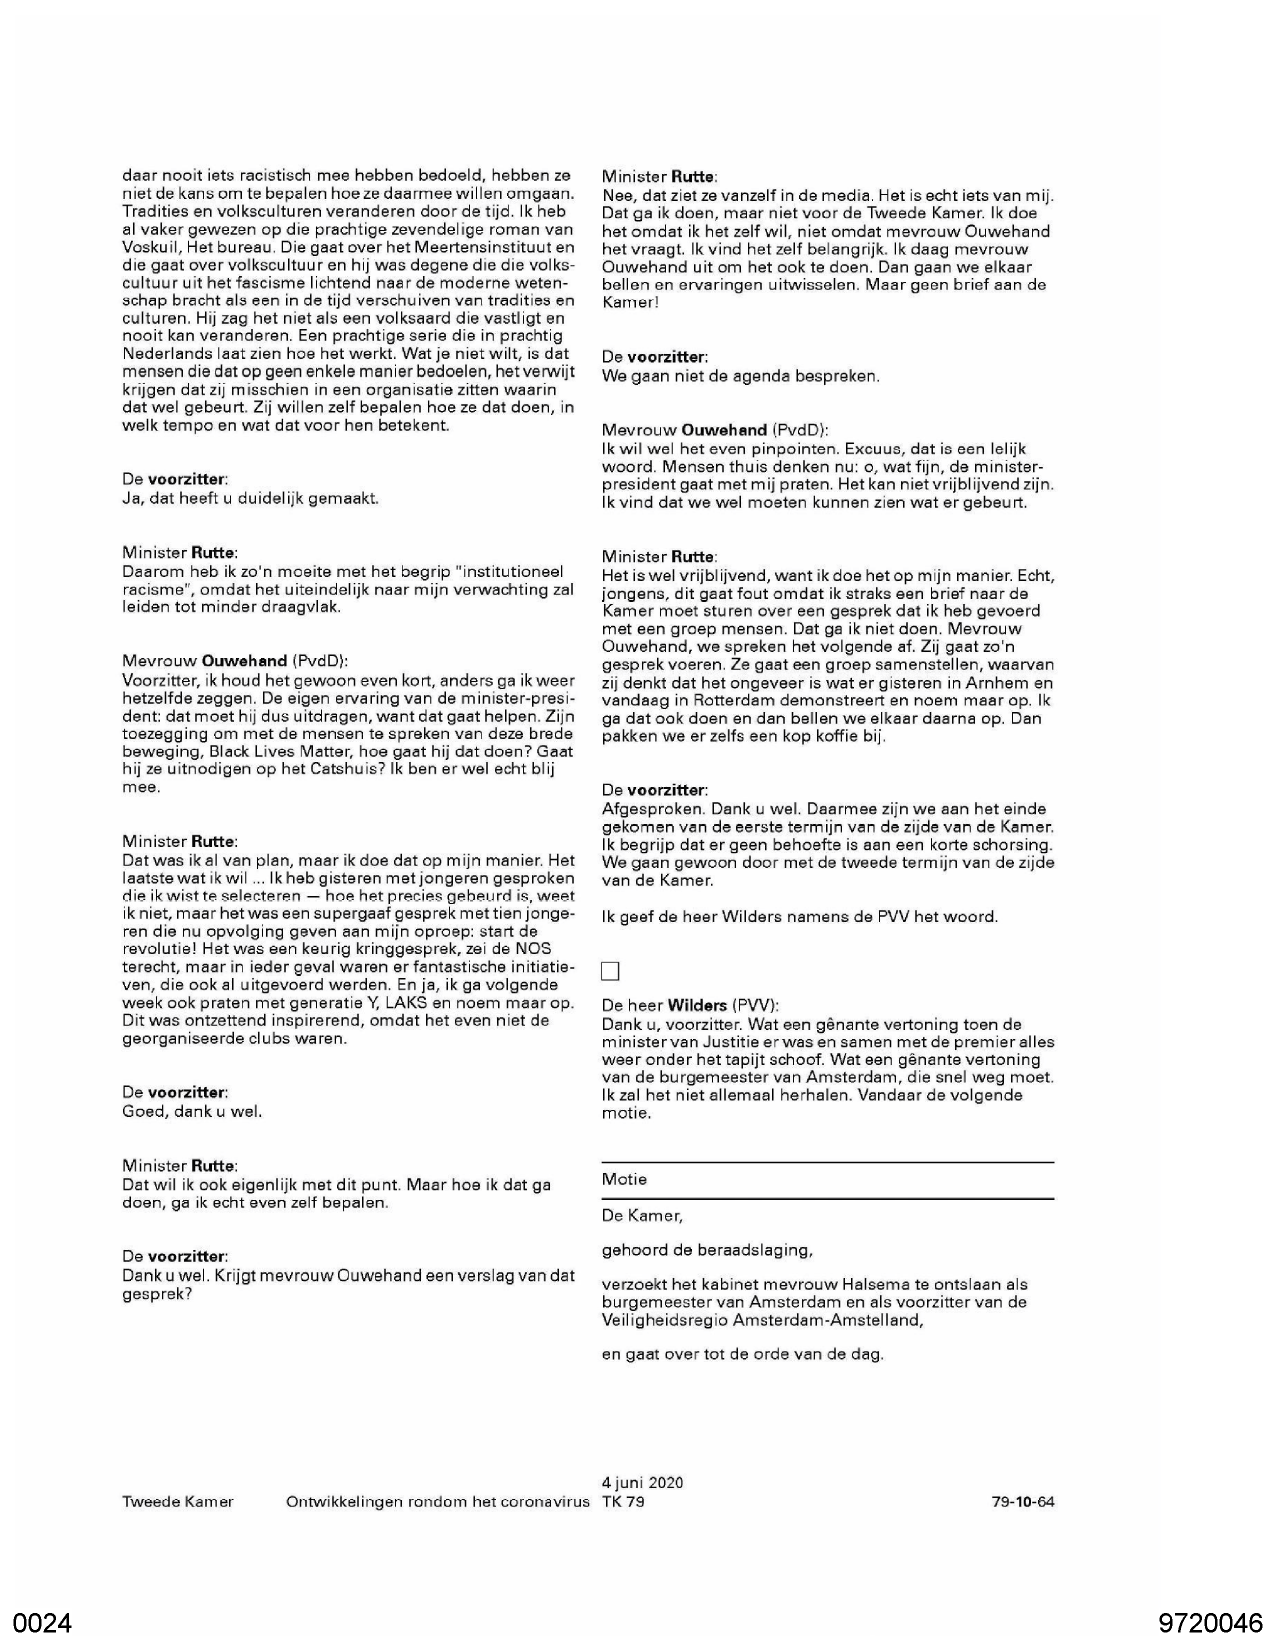 daar nooit iets racistisch mee hebben bedoeld, hebben ze
niet de kans om te bepalen hoe ze daarmee willen omgaan.
Tradities en volksculturen veranderen door de tijd. Ik heb
al vaker gewezen op die prachtige zevendelige roman van
Voskuil, Het bureau. Die gaat over het Meertensinstituut en
die gaat over volkscultuur en hij was degene die die volks-
cultuur uit het fascisme lichtend naar de moderne weten-
schap bracht als een in de tijd verschuiven van tradities en
culturen. Hij zag het niet als een volksaard die vastligt en
nooit kan veranderen. Een prachtige serie die in prachtig
Nederlands laat zien hoe het werkt. Wat je niet wilt, is dat
mensen die dat op geen enkele manier bedoelen, het verwijt
krijgen dat zij misschien in een organisatie zitten waarin
dat wel gebeurt. Zij willen zelf bepalen hoe ze dat doen, in
welk tempo en wat dat voor hen betekent.
De voorzitter:
Ja, dat heeft u duidelijk gemaakt.
Minister Rutte:
Daarom heb ik zo'n moeite met het begrip "institutioneel
racisme", omdat het uiteindelijk naar mijn verwachting zal
leiden tot minder draagvlak.
Mevrouw Ouwehand (PvdD):
Voorzitter, ik houd het gewoon even kort, anders ga ik weer
hetzelfde zeggen. De eigen ervaring van de minister-presi-
dent: dat moet hij dus uitdragen, want dat gaat helpen. Zijn
toezegging om met de mensen te spreken van deze brede
beweging, Black Lives Matter, hoe gaat hij dat doen? Gaat
hij ze uitnodigen op het Catshuis? Ik ben er wel echt blij
mee.
Minister Rutte:
Dat was ik al van plan, maar ik doe dat op mijn manier. Het
laatste wat ik wil ... Ik heb gisteren met jongeren gesproken
die ik wist te selecteren — hoe het precies gebeurd is, weet
ik niet, maar het was een supergaaf gesprek met tien jonge-
ren die nu opvolging geven aan mijn oproep: start de
revolutie! Het was een keurig kringgesprek, zei de NOS
terecht, maar in ieder geval waren er fantastische initiatie-
ven, die ook al uitgevoerd werden. En ja, ik ga volgende
week ook praten met generatie Y, LAKS en noem maar op.
Dit was ontzettend inspirerend, omdat het even niet de
georganiseerde clubs waren.
De voorzitter:
Goed, dank u wel.
Minister Rutte:
Dat wil ik ook eigenlijk met dit punt. Maar hoe ik dat ga
doen, ga ik echt even zelf bepalen.
De voorzitter:
Dank u wel. Krijgt mevrouw Ouwehand een verslag van dat
gesprek?
Minister Rutte:
Nee, dat ziet ze vanzelf in de media. Het is echt iets van mij.
Dat ga ik doen, maar niet voor de Tweede Kamer. Ik doe
het omdat ik het zelf wil, niet omdat mevrouw Ouwehand
het vraagt. Ik vind het zelf belangrijk. Ik daag mevrouw
Ouwehand uit om het ook te doen. Dan gaan we elkaar
bellen en ervaringen uitwisselen. Maar geen brief aan de
Kamer!
De voorzitter:
We gaan niet de agenda bespreken.
Mevrouw Ouwehand (PvdD):
Ik wil wel het even pinpointen. Excuus, dat is een lelijk
woord. Mensen thuis denken nu: o, wat fijn, de minister-
president gaat met mij praten. Het kan niet vrijblijvend zijn.
Ik vind dat we wel moeten kunnen zien wat er gebeurt.
Minister Rutte:
Het is wel vrijblijvend, want ik doe het op mijn manier. Echt,
jongens, dit gaat fout omdat ik straks een brief naar de
Kamer moet sturen over een gesprek dat ik heb gevoerd
met een groep mensen. Dat ga ik niet doen. Mevrouw
Ouwehand, we spreken het volgende af. Zij gaat zo'n
gesprek voeren. Ze gaat een groep samenstellen, waarvan
zij denkt dat het ongeveer is wat er gisteren in Arnhem en
vandaag in Rotterdam demonstreert en noem maar op. Ik
ga dat ook doen en dan bellen we elkaar daarna op. Dan
pakken we er zelfs een kop koffie bij.
De voorzitter:
Afgesproken. Dank u wel. Daarmee zijn we aan het einde
gekomen van de eerste termijn van de zijde van de Kamer.
Ik begrijp dat er geen behoefte is aan een korte schorsing.
We gaan gewoon door met de tweede termijn van de zijde
van de Kamer.
Ik geef de heer Wilders namens de PVV het woord.
De heer Wilders (PVV):
Dank u, voorzitter. Wat een gênante vertoning toen de
minister van Justitie er was en samen met de premier alles
weer onder het tapijt schoof. Wat een gênante vertoning
van de burgemeester van Amsterdam, die snel weg moet.
Ik zal het niet allemaal herhalen. Vandaar de volgende
motie.
Motie
De Kamer,
gehoord de beraadslaging,
verzoekt het kabinet mevrouw Halsema te ontslaan als
burgemeester van Amsterdam en als voorzitter van de
Veiligheidsregio Amsterdam-Amstelland,
en gaat over tot de orde van de dag.
4 juni 2020
Tweede Kamer Ontwikkelingen rondom het coronavirus TK 79 79-10-64
0024 9720046